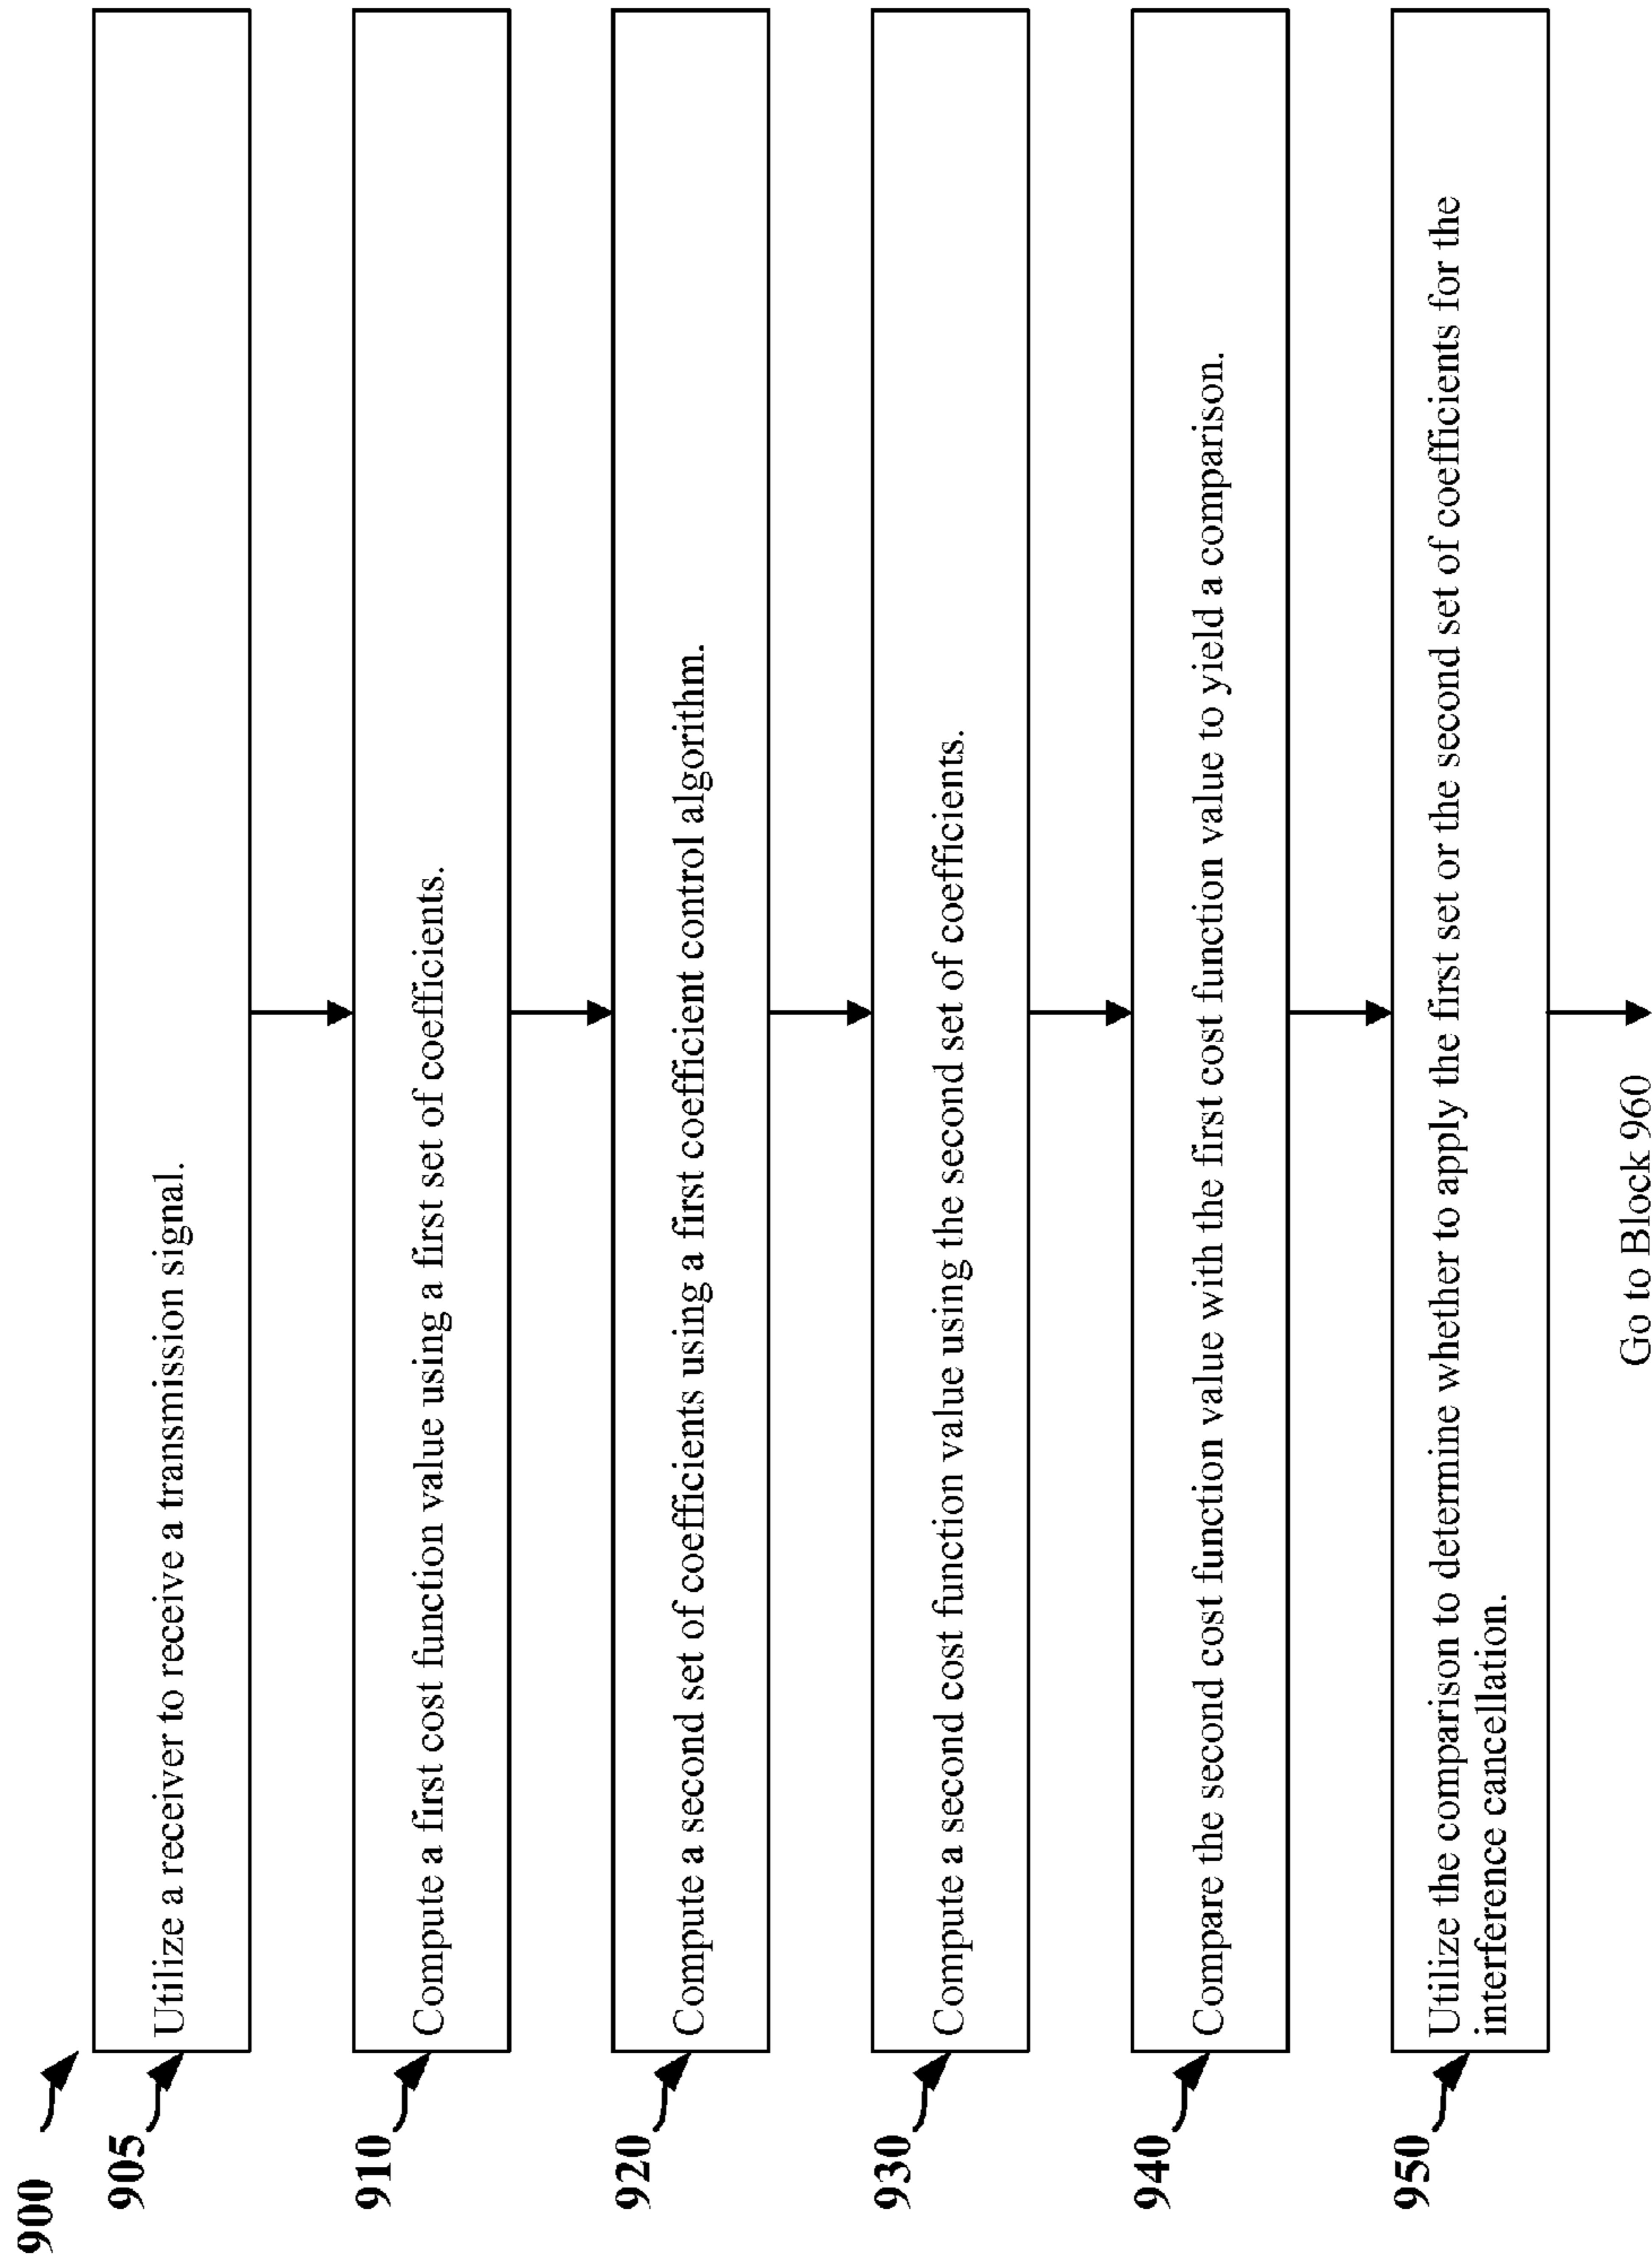 900
905
Utilize a receiver to receive a transmission signal.
910
Compute a first cost function value using a first set of coefficients.
920
Compute a second set of coefficients using a first coefficient control algorithm.
930
Compute a second cost function value using the second set of coefficients.
940
Compare the second cost function value with the first cost function value to yield a comparison.
950
Utilize the comparison to determine whether to apply the first set or the second set of coefficients for the
interference cancellation.
Go to Block 960